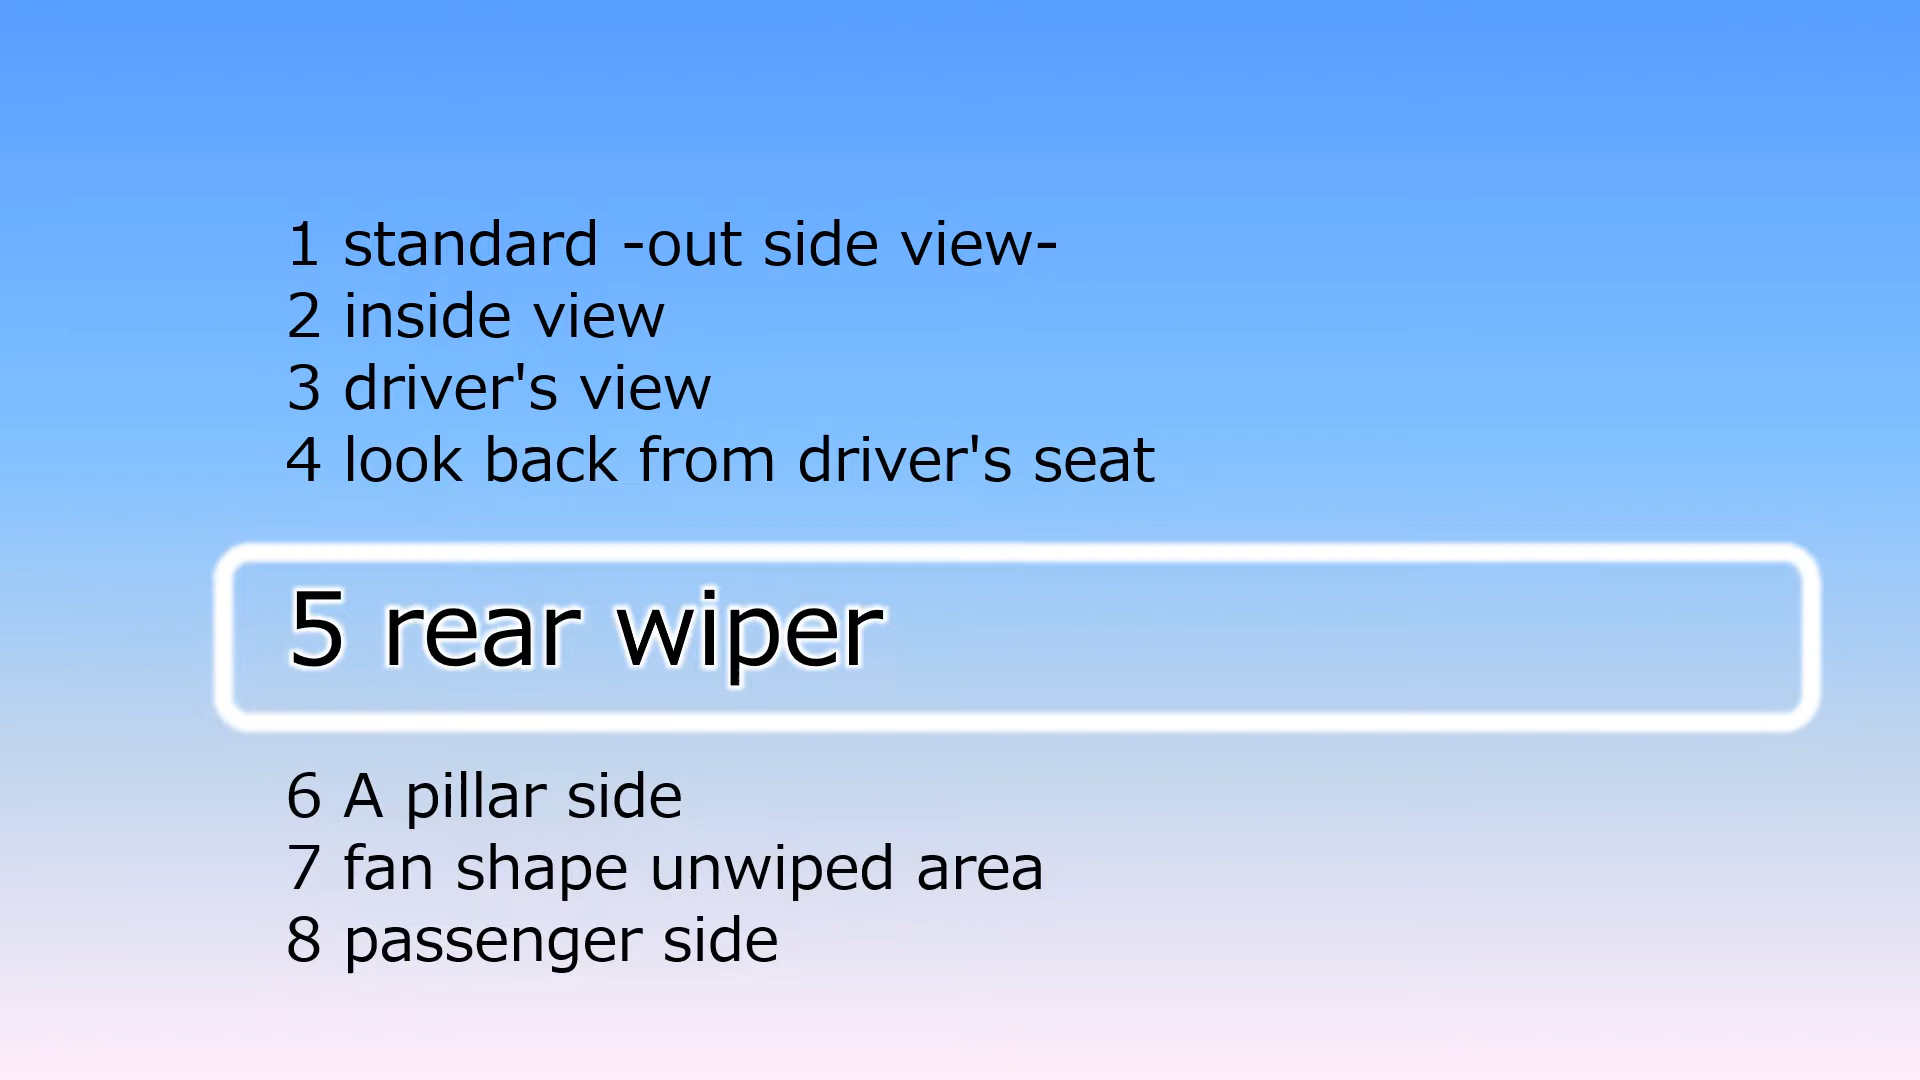 1 standard -out side view-
2 inside view
3 driver's view
4 look back from driver's seat
5 rear wiper
6 A pillar side
7 fan shape unwiped area
8 passenger side